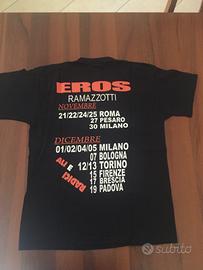 EROS
RAMAZZOTTI
NOVEMBRE
21/22/24/25 ROMA
27 PESARO
30 MILANO
DICEMBRE
01/02/04/05 MILANO
07 BOLOGNA
12/13 TORINO
15 FIRENZE
17 BRESCIA
19 PADOVA
ALI E RADICI
subito